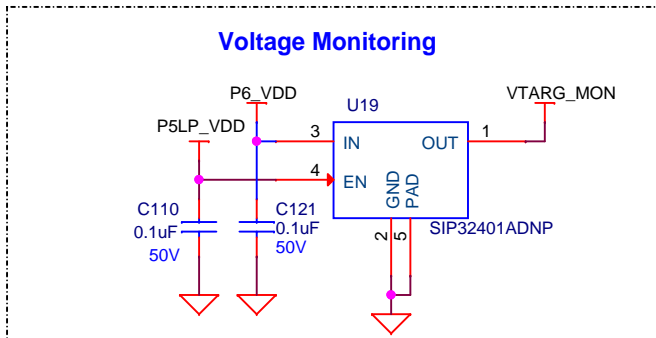 Voltage Monitoring
P6_VDD
U19
VTARG_MON
P5LP_VDD
3
IN
OUT
1
4
EN
GND
PAD
C110
0.1uF
50V
C121
0.1uF
50V
2
5
SIP32401ADNP